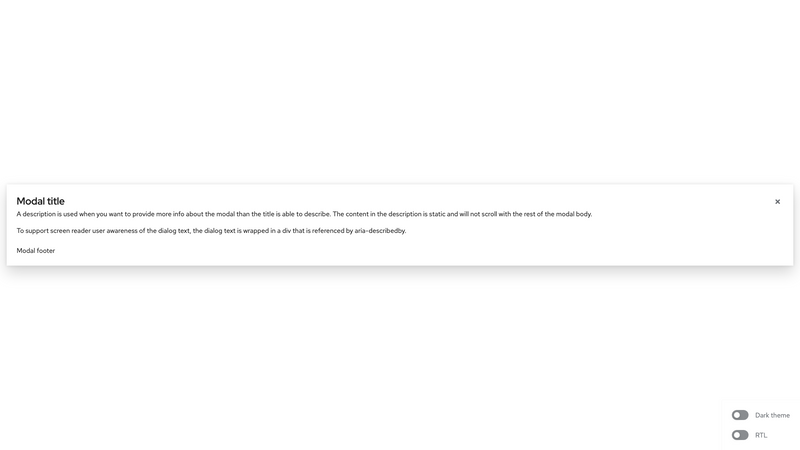 Modal title
A description is used when you want to provide more info about the modal than the title is able to describe. The content in the description is static and will not scroll with the rest of the modal body.
To support screen reader user awareness of the dialog text, the dialog text is wrapped in a div that is referenced by aria-describedby.
Modal footer
Dark theme
RTL